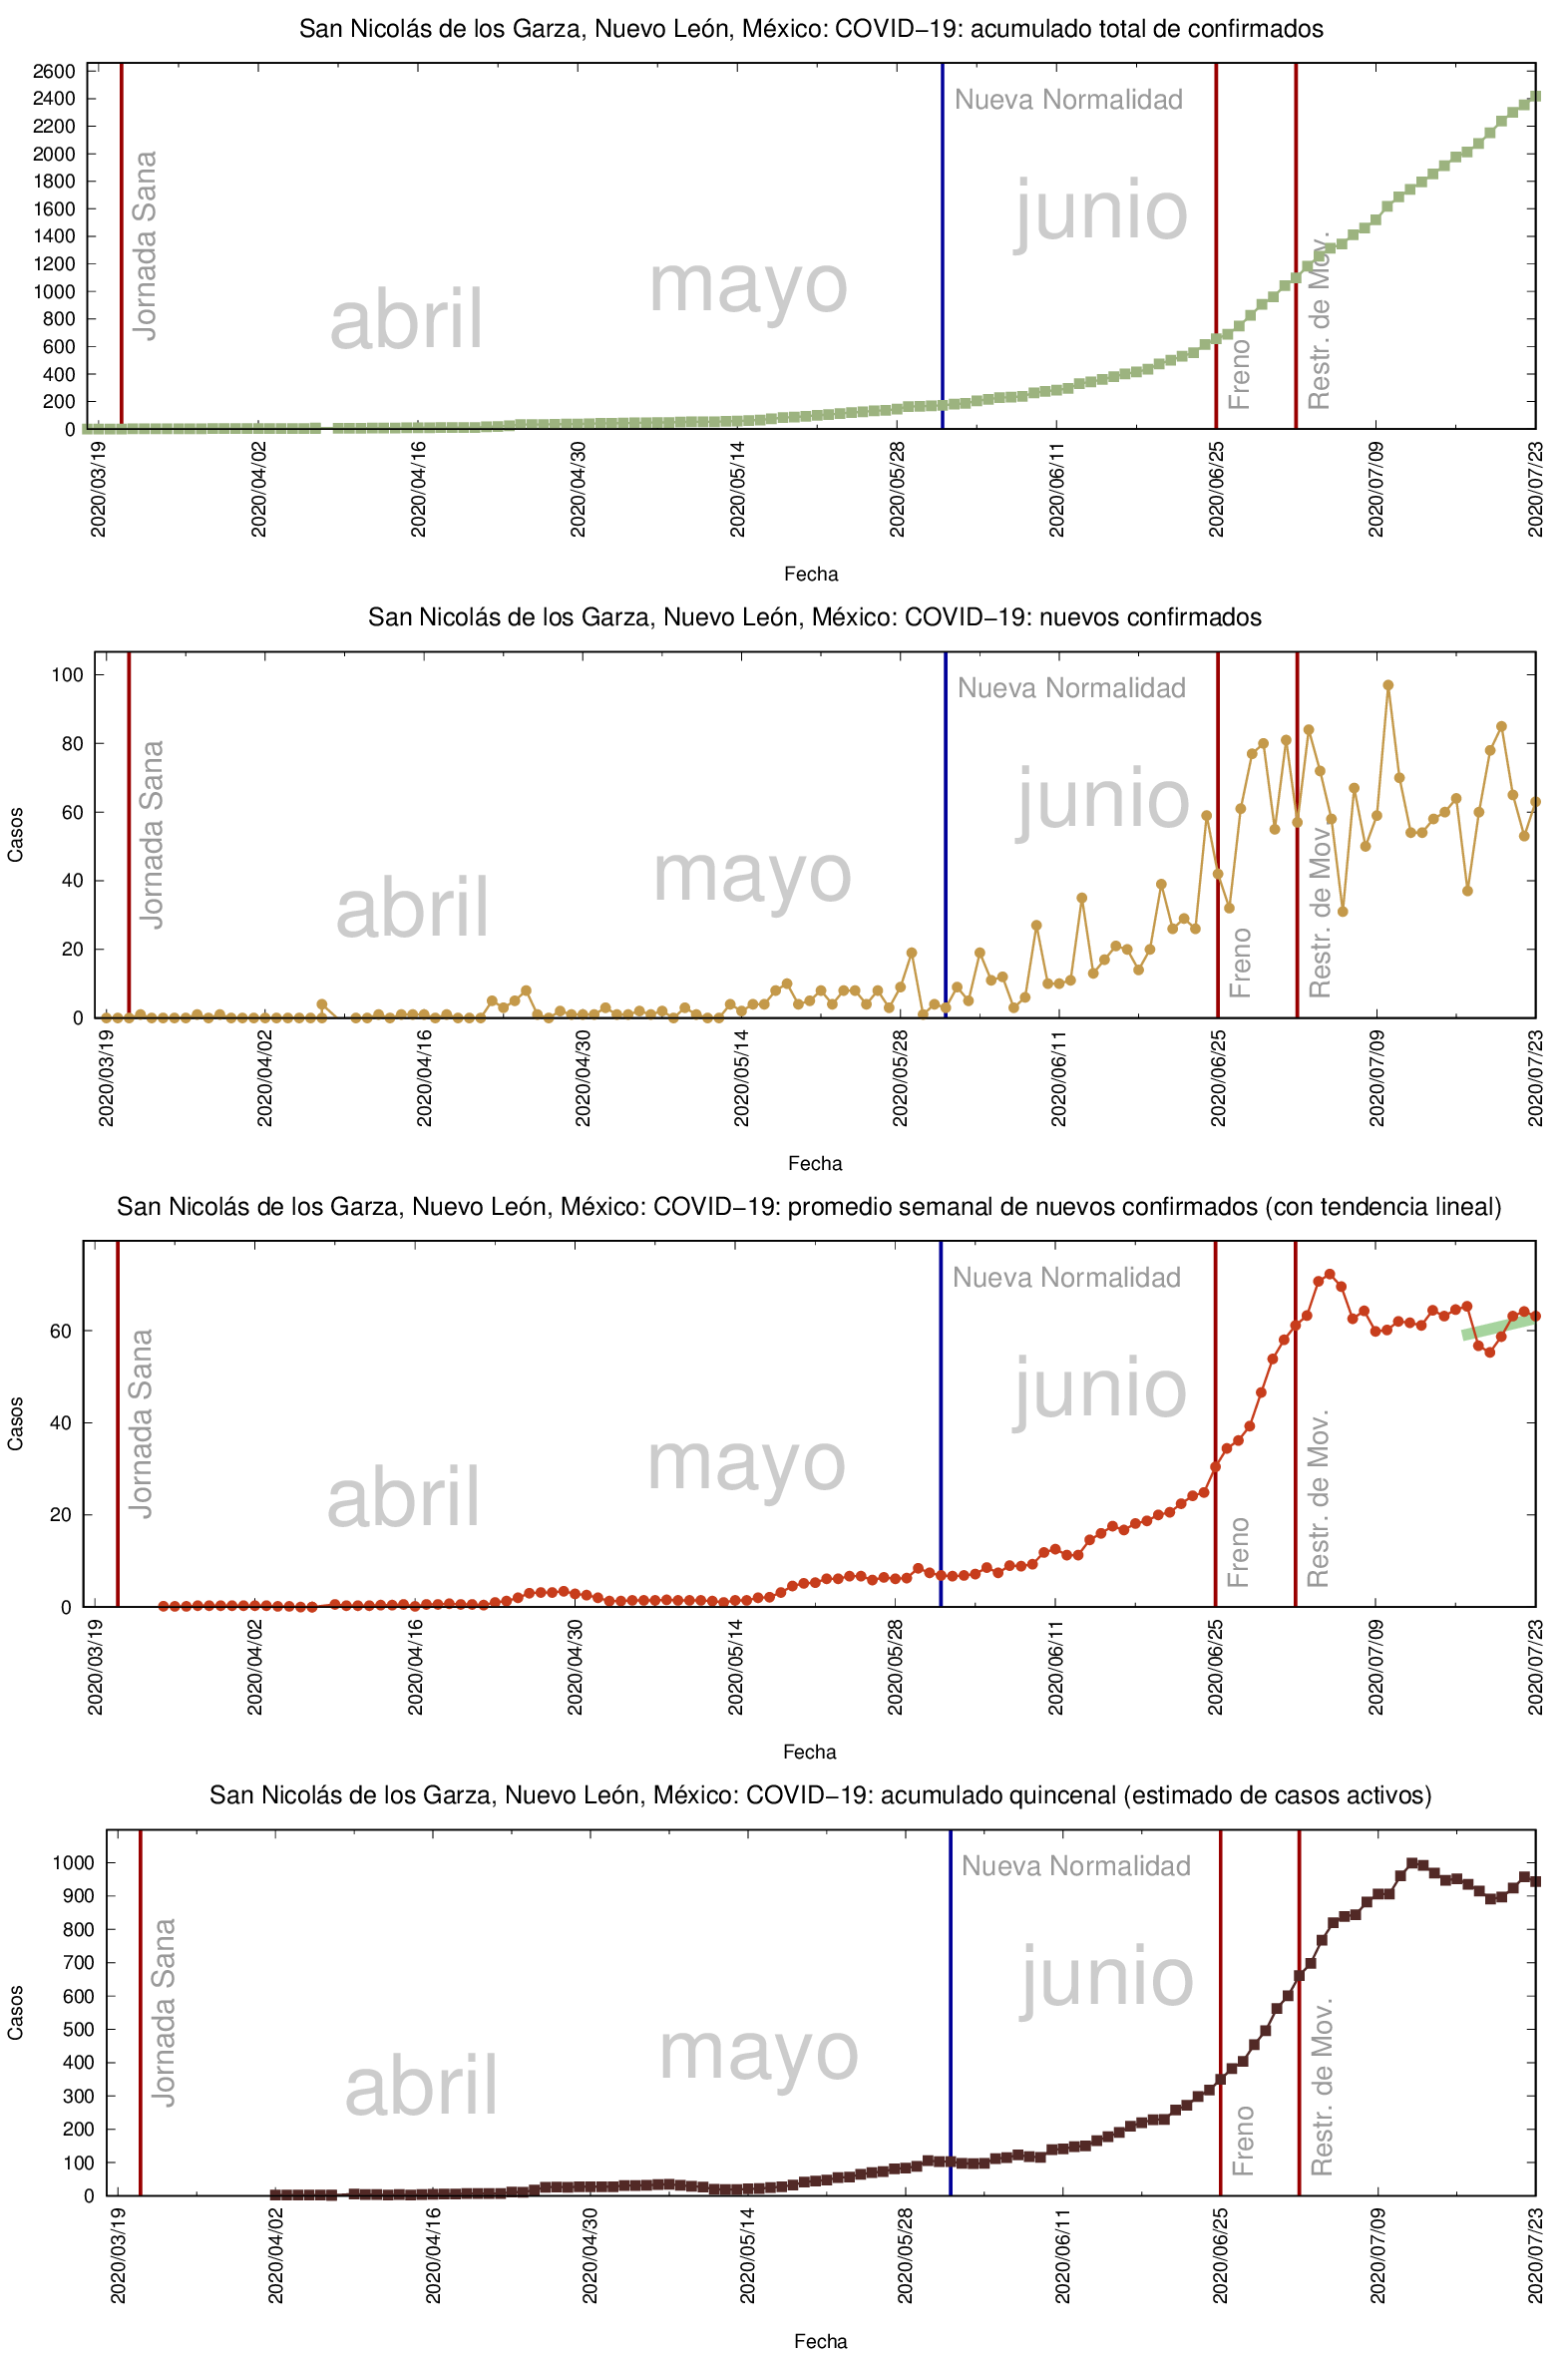 San Nicolás de los Garza, Nuevo León, México: COVID−19: acumulado total de confirmados
2600
2400
2200
2000
1800
1600
1400
1200
1000
800
600
400
200
0
Jornada Sana
abril
mayo
Nueva Normalidad
junio
Freno
Restr. de Mov.
2020/03/19
2020/04/02
2020/04/16
2020/04/30
2020/05/14
2020/05/28
2020/06/11
2020/06/25
2020/07/09
2020/07/23
Fecha
San Nicolás de los Garza, Nuevo León, México: COVID−19: nuevos confirmados
Casos
100
80
60
40
20
0
Jornada Sana
abril
mayo
Nueva Normalidad
junio
Freno
Restr. de Mov.
2020/03/19
2020/04/02
2020/04/16
2020/04/30
2020/05/14
2020/05/28
2020/06/11
2020/06/25
2020/07/09
2020/07/23
Fecha
San Nicolás de los Garza, Nuevo León, México: COVID−19: promedio semanal de nuevos confirmados (con tendencia lineal)
Casos
60
40
20
0
Jornada Sana
abril
mayo
Nueva Normalidad
junio
Freno
Restr. de Mov.
2020/03/19
2020/04/02
2020/04/16
2020/04/30
2020/05/14
2020/05/28
2020/06/11
2020/06/25
2020/07/09
2020/07/23
Fecha
San Nicolás de los Garza, Nuevo León, México: COVID−19: acumulado quincenal (estimado de casos activos)
Casos
1000
900
800
700
600
500
400
300
200
100
0
Jornada Sana
abril
mayo
Nueva Normalidad
junio
Freno
Restr. de Mov.
2020/03/19
2020/04/02
2020/04/16
2020/04/30
2020/05/14
2020/05/28
2020/06/11
2020/06/25
2020/07/09
2020/07/23
Fecha